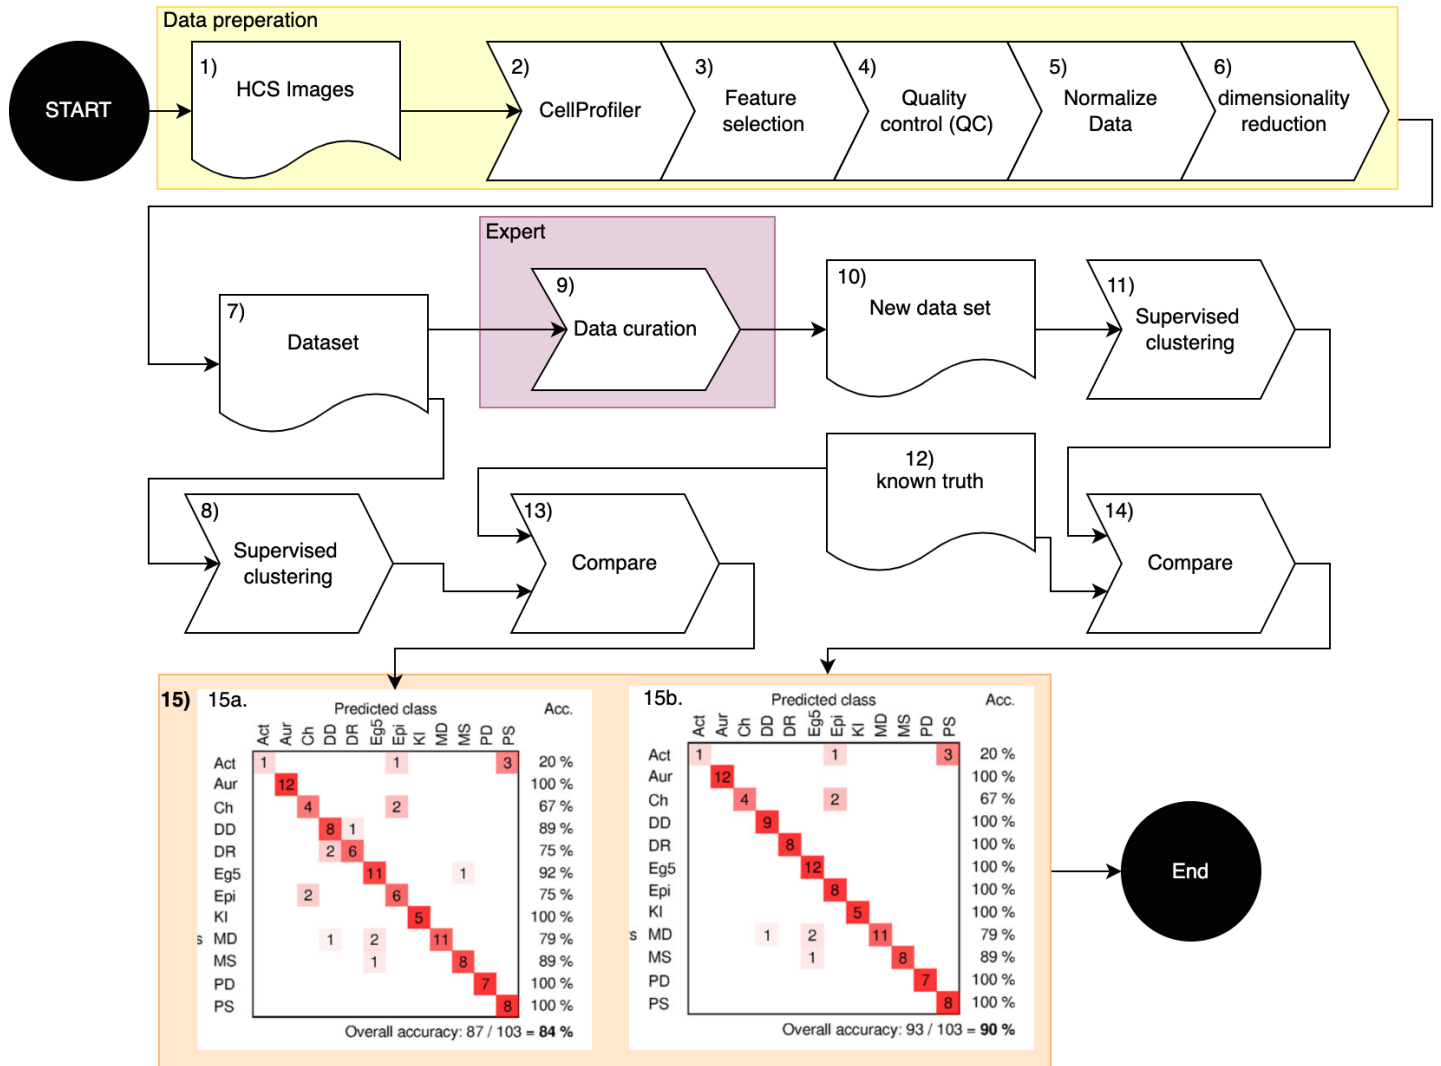 Data preperation
START
1)
HCS Images
2)
CellProfiler
3)
Feature
selection
4)
Quality
control (QC)
5)
Normalize
Data
6)
dimensionality
reduction
7)
Dataset
Expert
9)
Data curation
10)
New data set
11)
Supervised
clustering
8)
Supervised
clustering
13)
Compare
12)
known truth
14)
Compare
15)
15a.
Predicted class
Acc.
Act Aur Ch DD DR Eg5 Epi KI MD MS PD PS
Act 1 1 3 20 %
Aur 12 100 %
Ch 4 2 67 %
DD 8 1 89 %
DR 2 6 75 %
Eg5 11 1 92 %
Epi 2 6 75 %
KI 5 100 %
s MD 1 2 11 79 %
MS 1 8 89 %
PD 7 100 %
PS 8 100 %
Overall accuracy: 87 / 103 = 84 %
15b.
Predicted class
Acc.
Act Aur Ch DD DR Eg5 Epi KI MD MS PD PS
Act 1 1 3 20 %
Aur 12 100 %
Ch 4 2 67 %
DD 9 100 %
DR 8 100 %
Eg5 12 100 %
Epi 8 100 %
KI 5 100 %
s MD 1 2 11 79 %
MS 1 8 89 %
PD 7 100 %
PS 8 100 %
Overall accuracy: 93 / 103 = 90 %
End